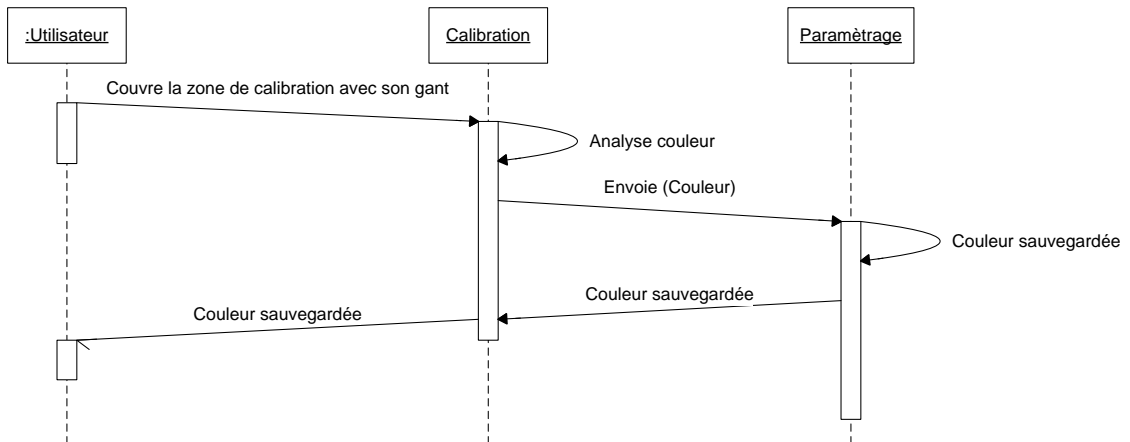 :Utilisateur
Calibration
Paramètrage
Couvre la zone de calibration avec son gant
Analyse couleur
Envoie (Couleur)
Couleur sauvegardée
Couleur sauvegardée
Couleur sauvegardée